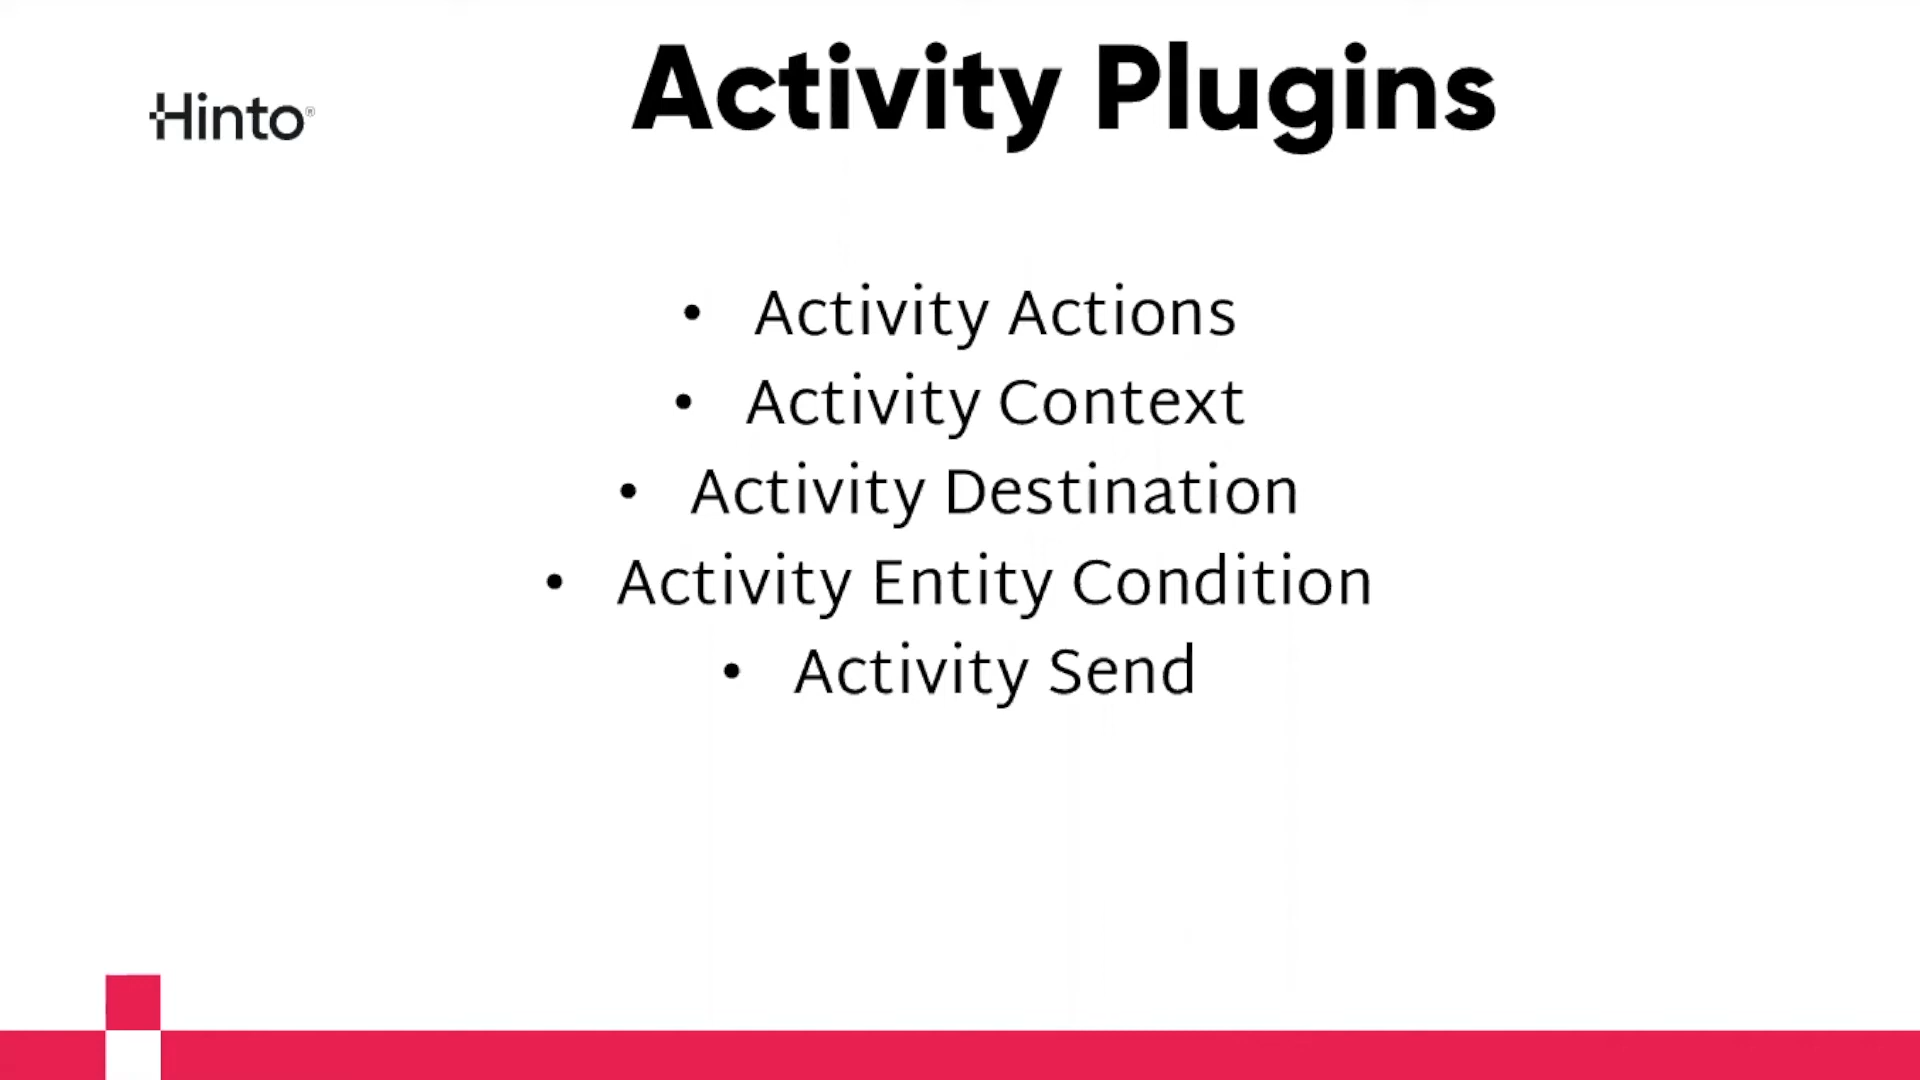 Activity Plugins
Hinto®
• Activity Actions
• Activity Context
• Activity Destination
• Activity Entity Condition
• Activity Send